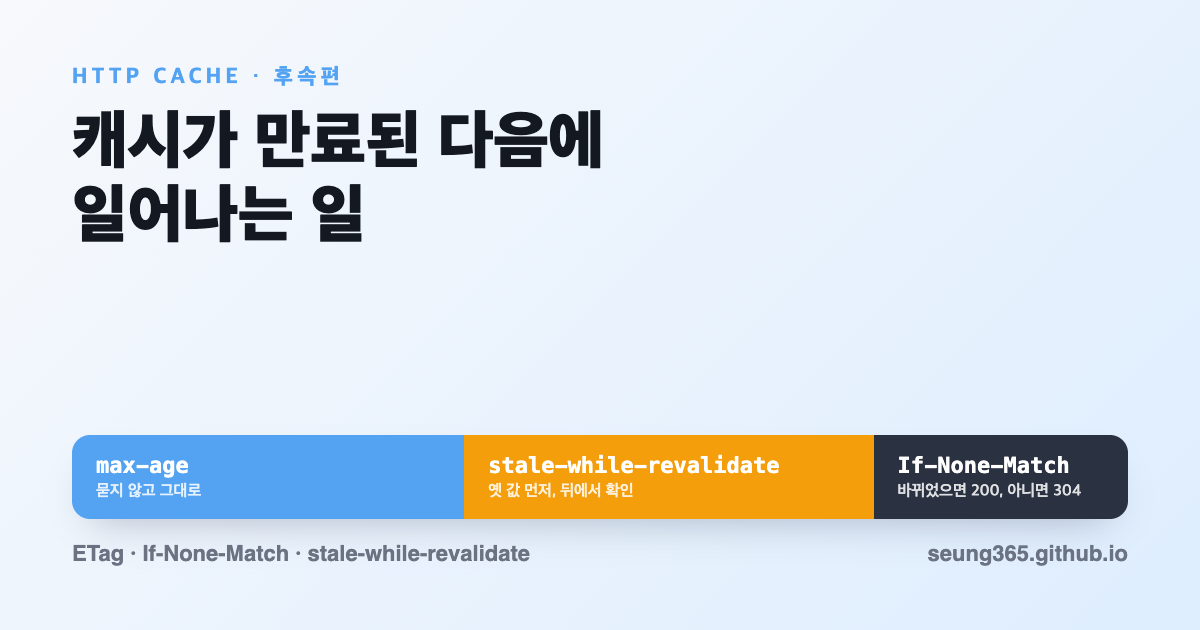 HTTP CACHE · 후속편
캐시가 만료된 다음에
일어나는 일
max-age
묻지 않고 그대로
stale-while-revalidate
옛 값 먼저, 뒤에서 확인
If-None-Match
바뀌었으면 200, 아니면 304
ETag · If-None-Match · stale-while-revalidate
seung365.github.io